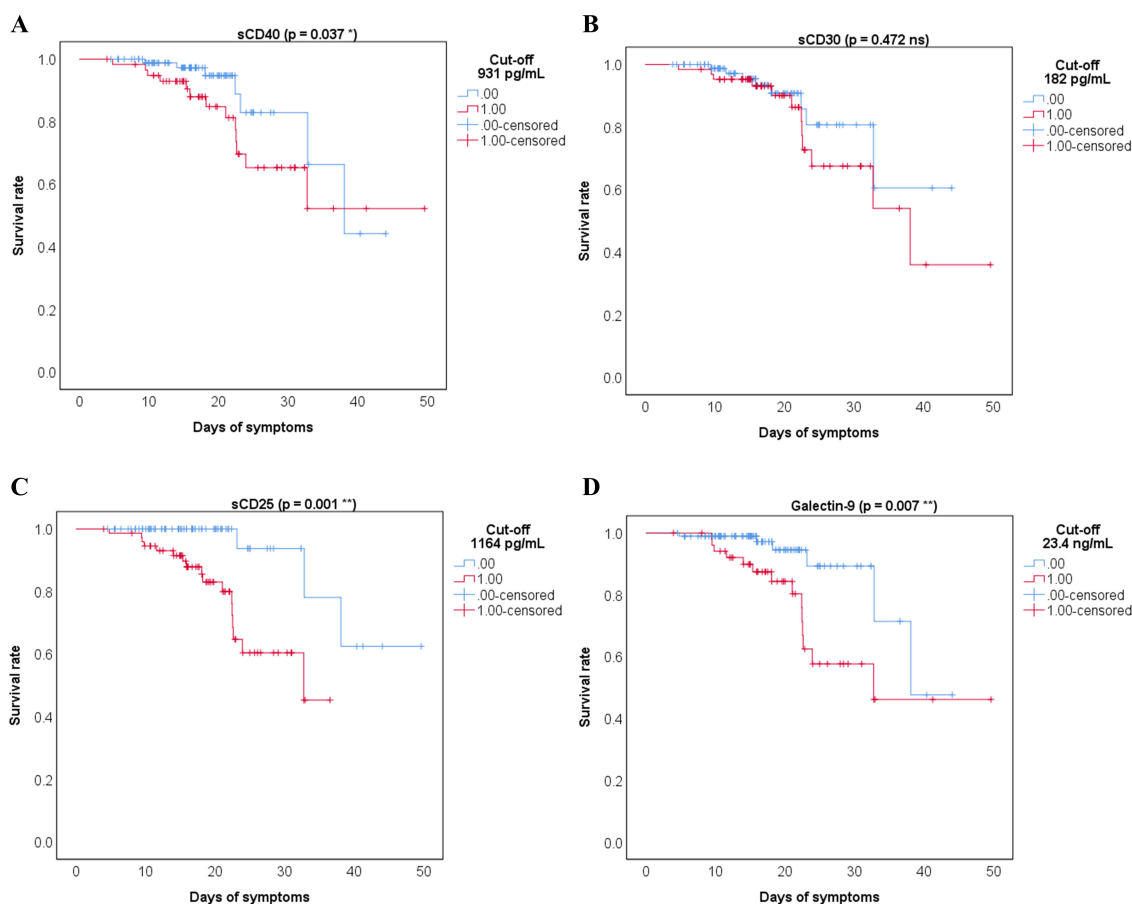 A
sCD40 (p = 0.037 *)
Cut-off
931 pg/mL
.00
1.00
.00-censored
1.00-censored
Survival rate
1.0
0.8
0.6
0.4
0.2
0.0
0 10 20 30 40 50
Days of symptoms
B
sCD30 (p = 0.472 ns)
Cut-off
182 pg/mL
.00
1.00
.00-censored
1.00-censored
Survival rate
1.0
0.8
0.6
0.4
0.2
0.0
0 10 20 30 40 50
Days of symptoms
C
sCD25 (p = 0.001 **)
Cut-off
1164 pg/mL
.00
1.00
.00-censored
1.00-censored
Survival rate
1.0
0.8
0.6
0.4
0.2
0.0
0 10 20 30 40 50
Days of symptoms
D
Galectin-9 (p = 0.007 **)
Cut-off
23.4 ng/mL
.00
1.00
.00-censored
1.00-censored
Survival rate
1.0
0.8
0.6
0.4
0.2
0.0
0 10 20 30 40 50
Days of symptoms